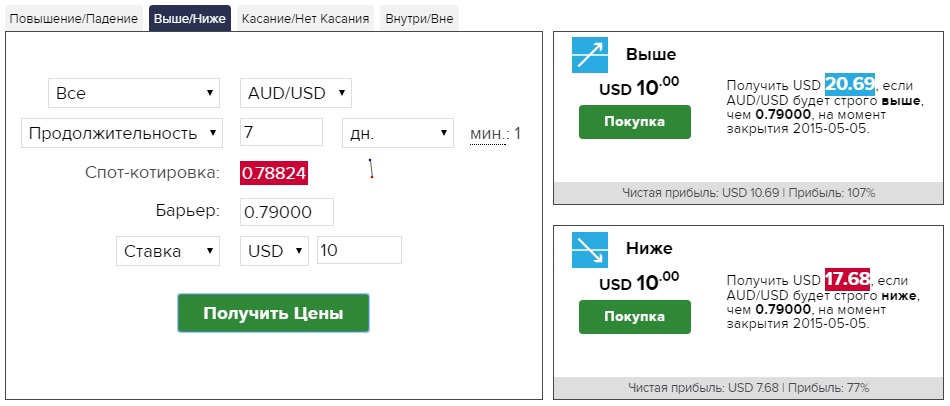 Повышение/Падение Выше/Ниже Касание/Нет Касания Внутри/Вне
Все AUD/USD
Продолжительность 7 дн. мин.: 1
Спот-котировка: 0.78824
Барьер: 0.79000
Ставка USD 10
Получить Цены
Выше
USD 10.00
Покупка
Получить USD 20.69, если
AUD/USD будет строго выше,
чем 0.79000, на момент
закрытия 2015-05-05.
Чистая прибыль: USD 10.69 | Прибыль: 107%
Ниже
USD 10.00
Покупка
Получить USD 17.68, если
AUD/USD будет строго ниже,
чем 0.79000, на момент
закрытия 2015-05-05.
Чистая прибыль: USD 7.68 | Прибыль: 77%